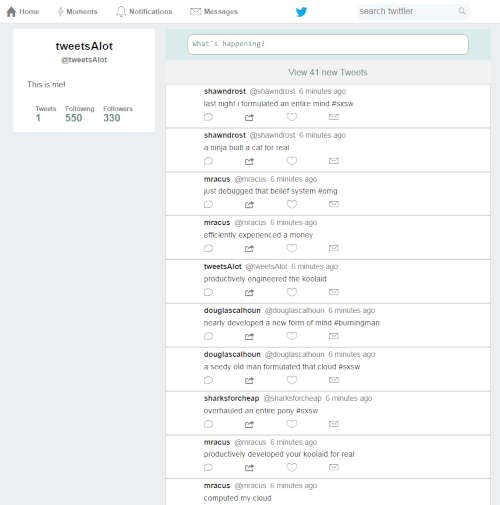 Home Moments Notifications Messages search twittler
tweetsAlot
@tweetsAlot
This is me!
Tweets Following Followers
1 550 330
What's happening?
View 41 new Tweets
shawndrost @shawndrost 6 minutes ago
last night i formulated an entire mind #sxsw
shawndrost @shawndrost 6 minutes ago
a ninja built a cat for real
mracus @mracus 6 minutes ago
just debugged that belief system #omg
mracus @mracus 6 minutes ago
efficiently experienced a money
tweetsAlot @tweetsAlot 6 minutes ago
productively engineered the koolaid
douglascalhoun @douglascalhoun 6 minutes ago
nearly developed a new form of mind #burningman
douglascalhoun @douglascalhoun 6 minutes ago
a seedy old man formulated that cloud #sxsw
sharksforcheap @sharksforcheap 6 minutes ago
overhauled an entire pony #sxsw
mracus @mracus 6 minutes ago
productively developed your koolaid for real
mracus @mracus 6 minutes ago
computed my cloud